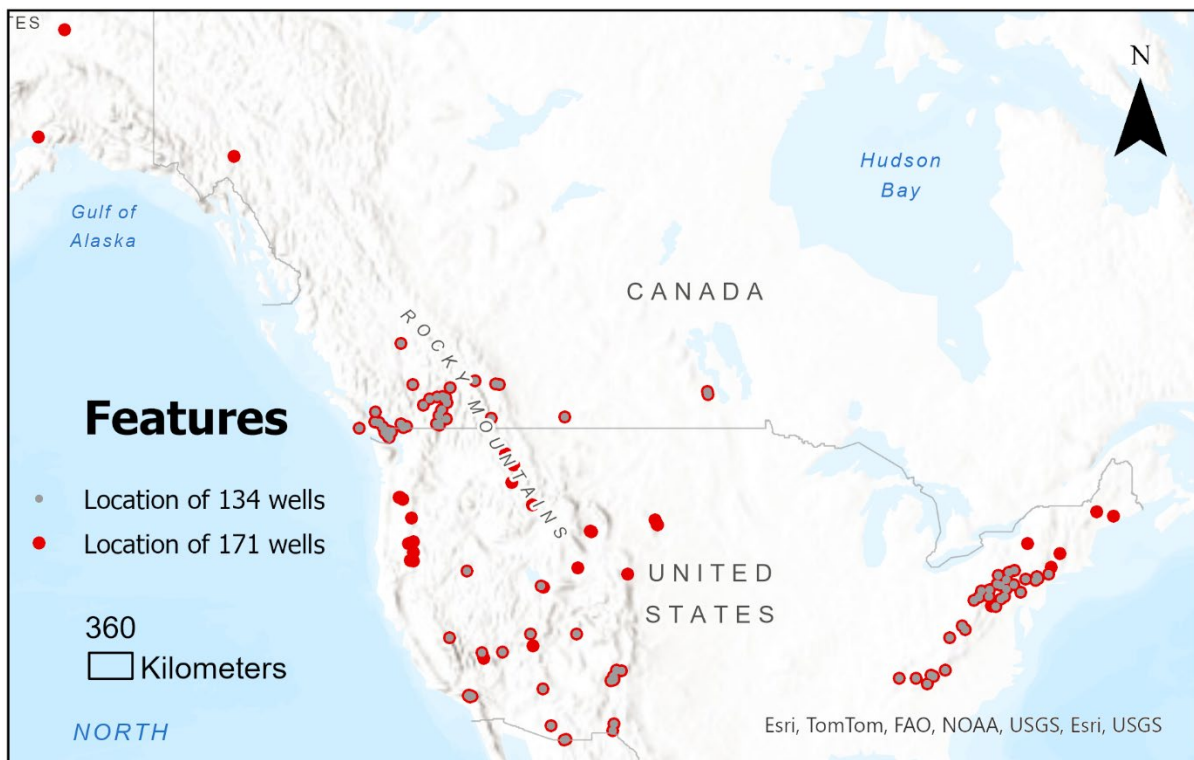 TES
N
Hudson
Bay
Gulf of
Alaska
CANADA
ROCKY MOUNTAINS
Features
Location of 134 wells
Location of 171 wells
UNITED
STATES
360
Kilometers
NORTH
Esri, TomTom, FAO, NOAA, USGS, Esri, USGS